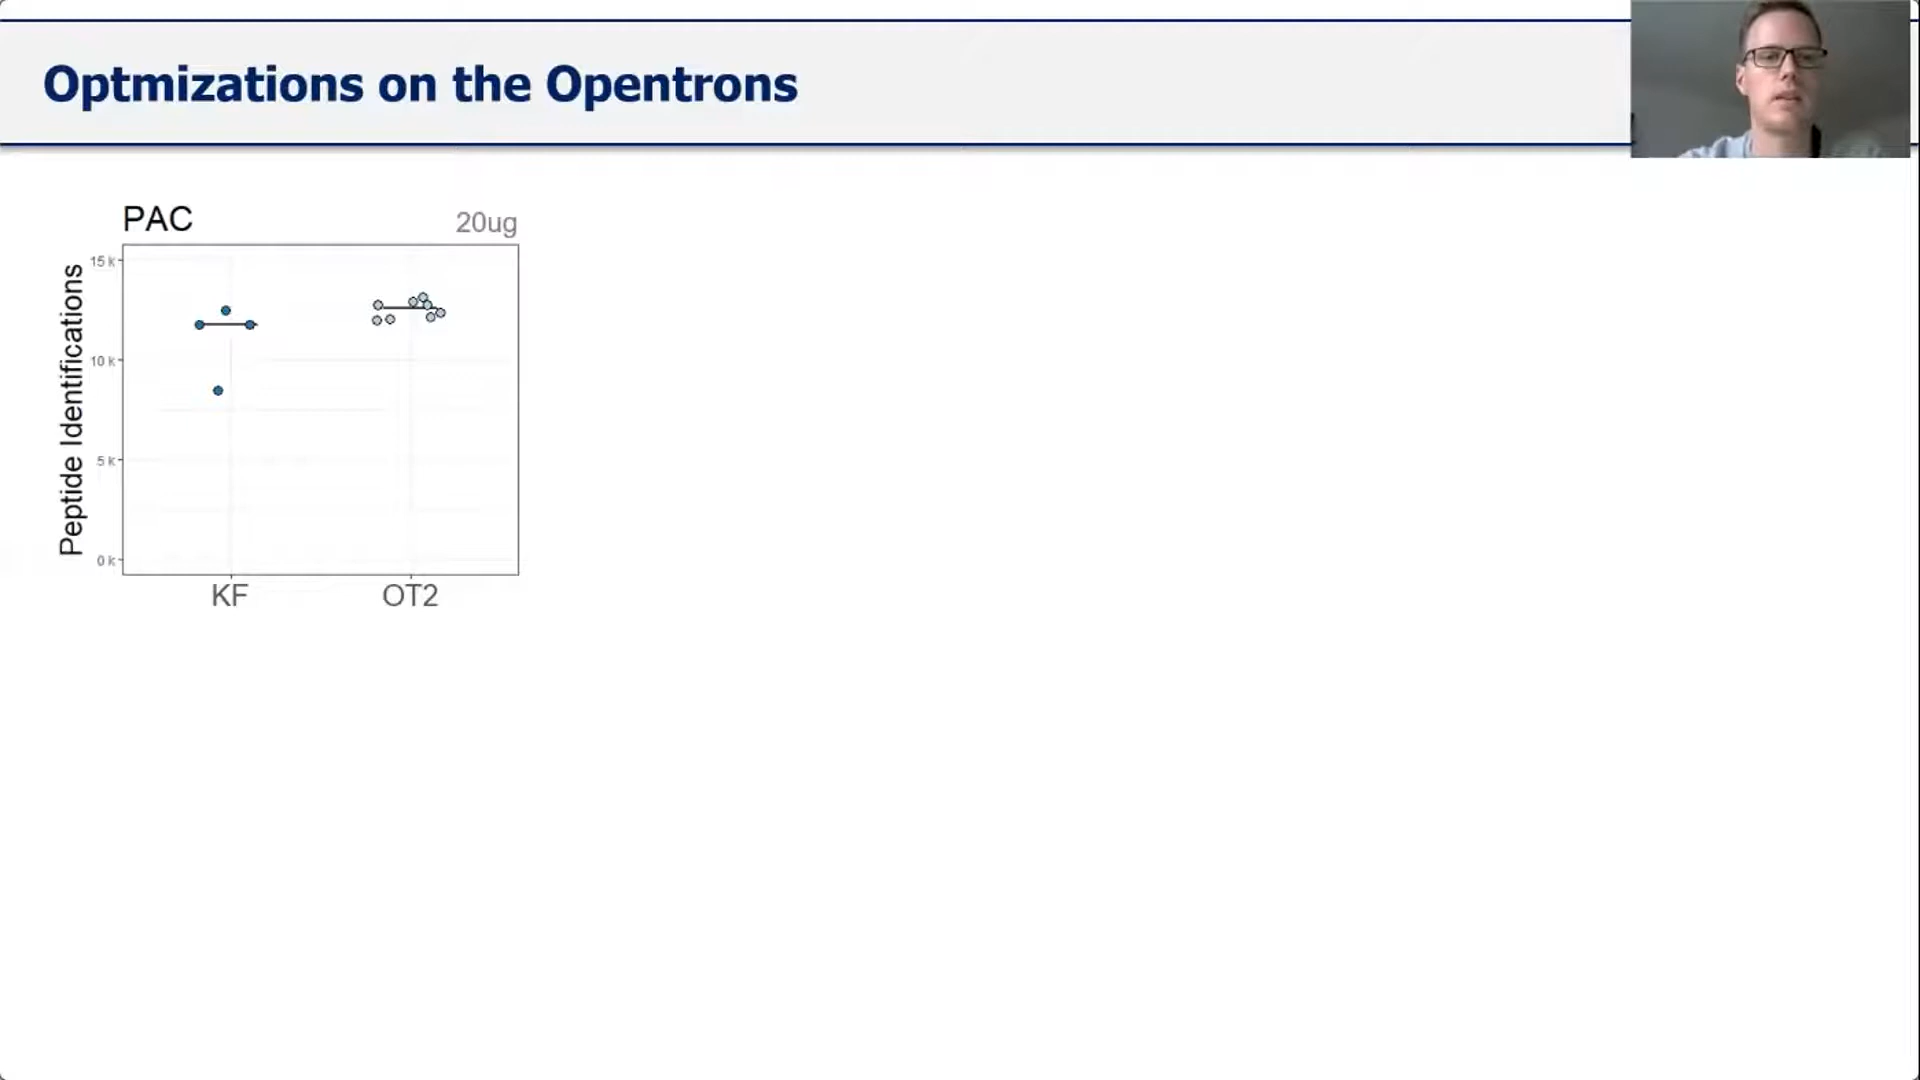 Optmizations on the Opentrons
PAC
20ug
Peptide Identifications
15 k
10 k
5 k
0 k
KF
OT2